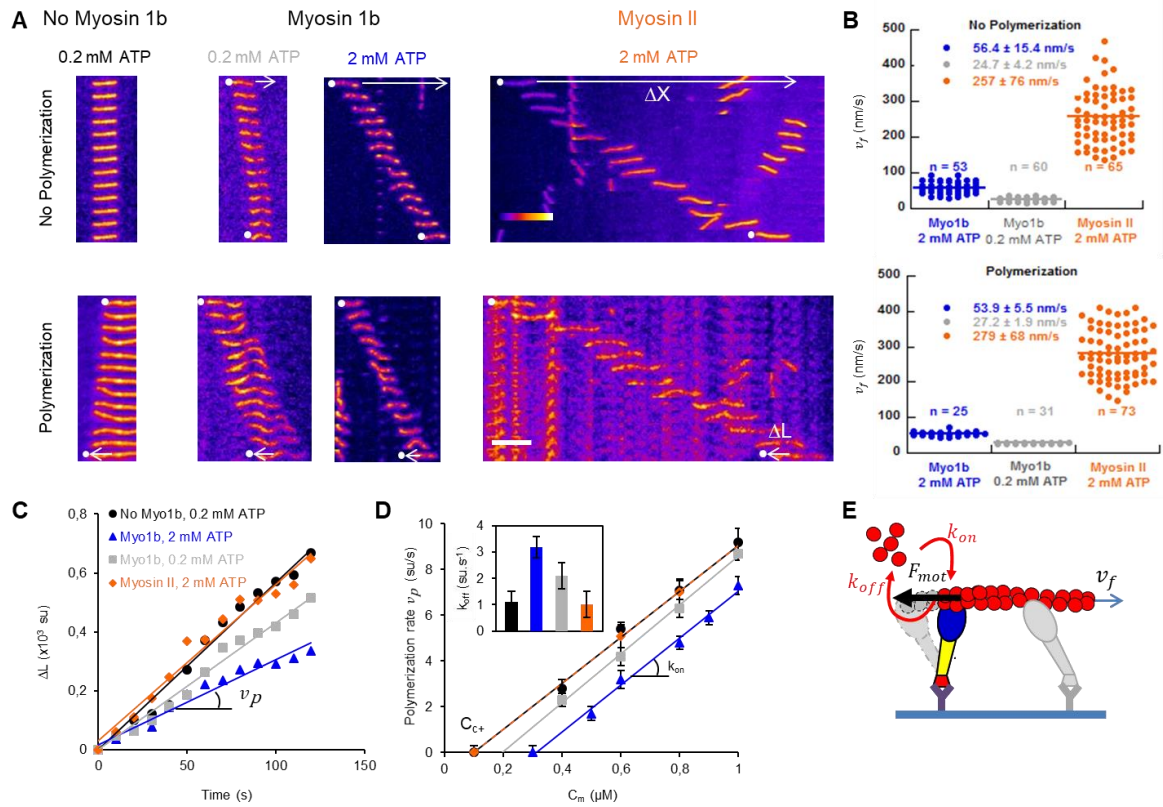 A
No Myosin 1b
Myosin 1b
Myosin II
0.2 mM ATP
0.2 mM ATP
2 mM ATP
2 mM ATP
No Polymerization
ΔX
Polymerization
ΔL
B
No Polymerization
56.4 ± 15.4 nm/s
24.7 ± 4.2 nm/s
257 ± 76 nm/s
v_f (nm/s)
500
400
300
200
100
0
n = 53
n = 60
n = 65
Myo1b
2 mM ATP
Myo1b
0.2 mM ATP
Myosin II
2 mM ATP
Polymerization
53.9 ± 5.5 nm/s
27.2 ± 1.9 nm/s
279 ± 68 nm/s
v_f (nm/s)
500
400
300
200
100
0
n = 25
n = 31
n = 73
Myo1b
2 mM ATP
Myo1b
0.2 mM ATP
Myosin II
2 mM ATP
C
ΔL (x10³ su)
0,8
0,6
0,4
0,2
0
No Myo1b, 0.2 mM ATP
Myo1b, 2 mM ATP
Myo1b, 0.2 mM ATP
Myosin II, 2 mM ATP
v_p
0
50
100
150
Time (s)
D
Polymerization rate v_p (su/s)
10
8
6
4
2
0
k_off (su.s⁻¹)
4
3
2
1
0
C_c+
k_on
0
0,2
0,4
0,6
0,8
1
C_m (µM)
E
k_on
k_off
F_mot
v_f